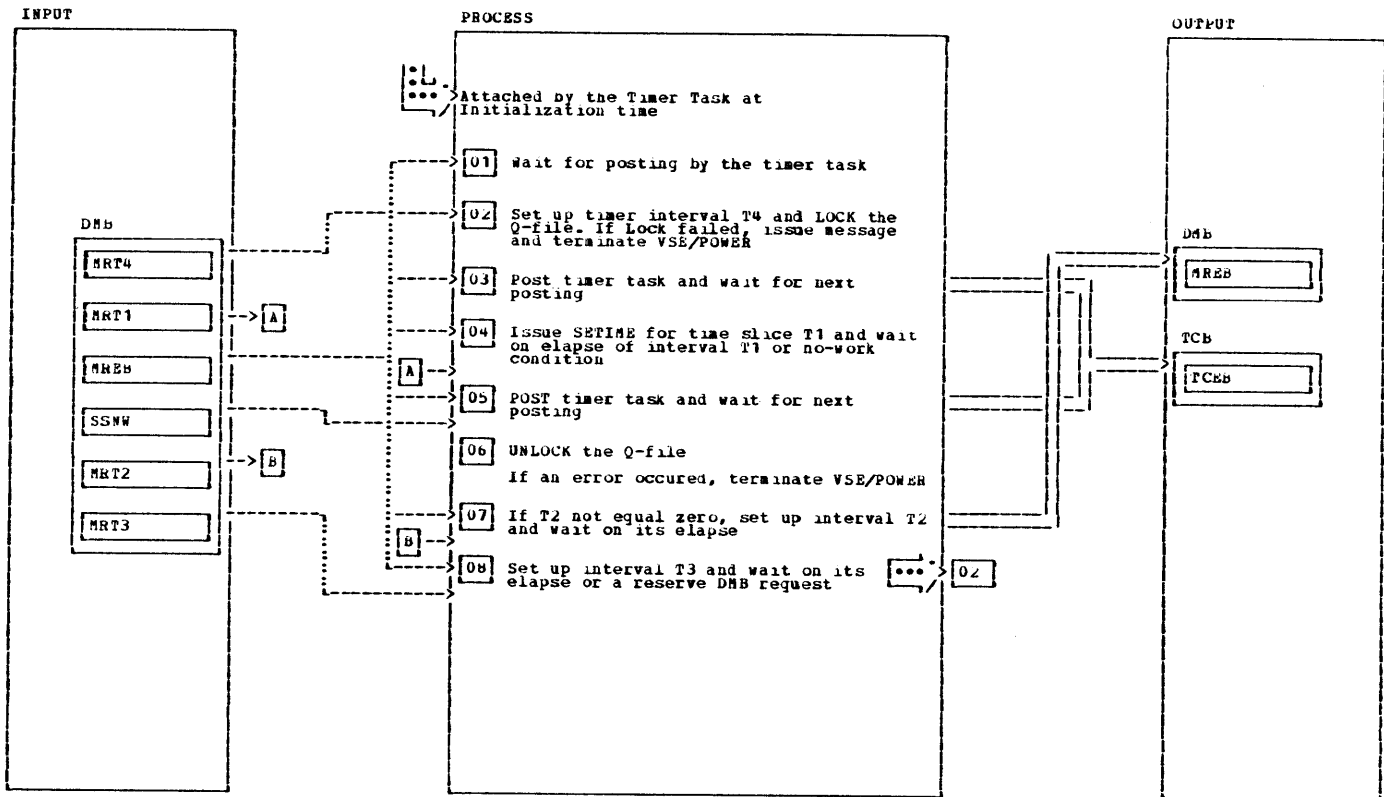 INPUT
PROCESS
OUTPUT
Attached by the Timer Task at
Initialization time
01 Wait for posting by the timer task
02 Set up timer interval T4 and LOCK the
Q-file. If Lock failed, issue message
and terminate VSE/POWER
03 Post timer task and wait for next
posting
04 Issue SETIME for time slice T1 and wait
on elapse of interval T1 or no-work
condition
A
05 POST timer task and wait for next
posting
06 UNLOCK the Q-file
If an error occured, terminate VSE/POWER
07 If T2 not equal zero, set up interval T2
and wait on its elapse
B
08 Set up interval T3 and wait on its
elapse or a reserve DMB request
02
DMB
MRT4
MRT1
A
MREB
SSNW
MRT2
B
MRT3
DMB
MREB
TCB
TCEB